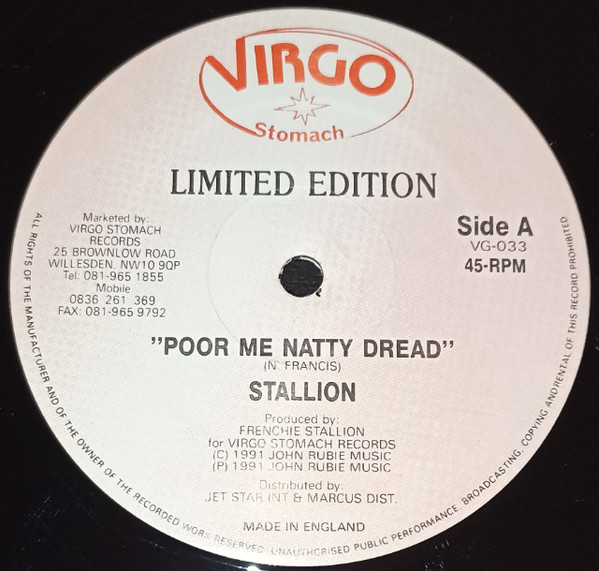 VIRGO
Stomach
LIMITED EDITION
Marketed by:
VIRGO STOMACH
RECORDS
25 BROWNLOW ROAD
WILLESDEN, NW10 9QP
Tel: 081-965 1855
Mobile
0836 261 369
FAX: 081-965 9792
Side A
VG-033
45-RPM
"POOR ME NATTY DREAD"
(N. FRANCIS)
STALLION
Produced by:
FRENCHIE STALLION
for VIRGO STOMACH RECORDS
(C) 1991 JOHN RUBIE MUSIC
(P) 1991 JOHN RUBIE MUSIC
Distributed by:
JET STAR INT & MARCUS DIST.
MADE IN ENGLAND
ALL RIGHTS OF THE MANUFACTURER AND OF THE OWNER OF THE RECORDED WORK RESERVED. UNAUTHORISED PUBLIC PERFORMANCE. BROADCASTING, COPYING ANDRENTAL OF THIS RECORD PROHIBITED